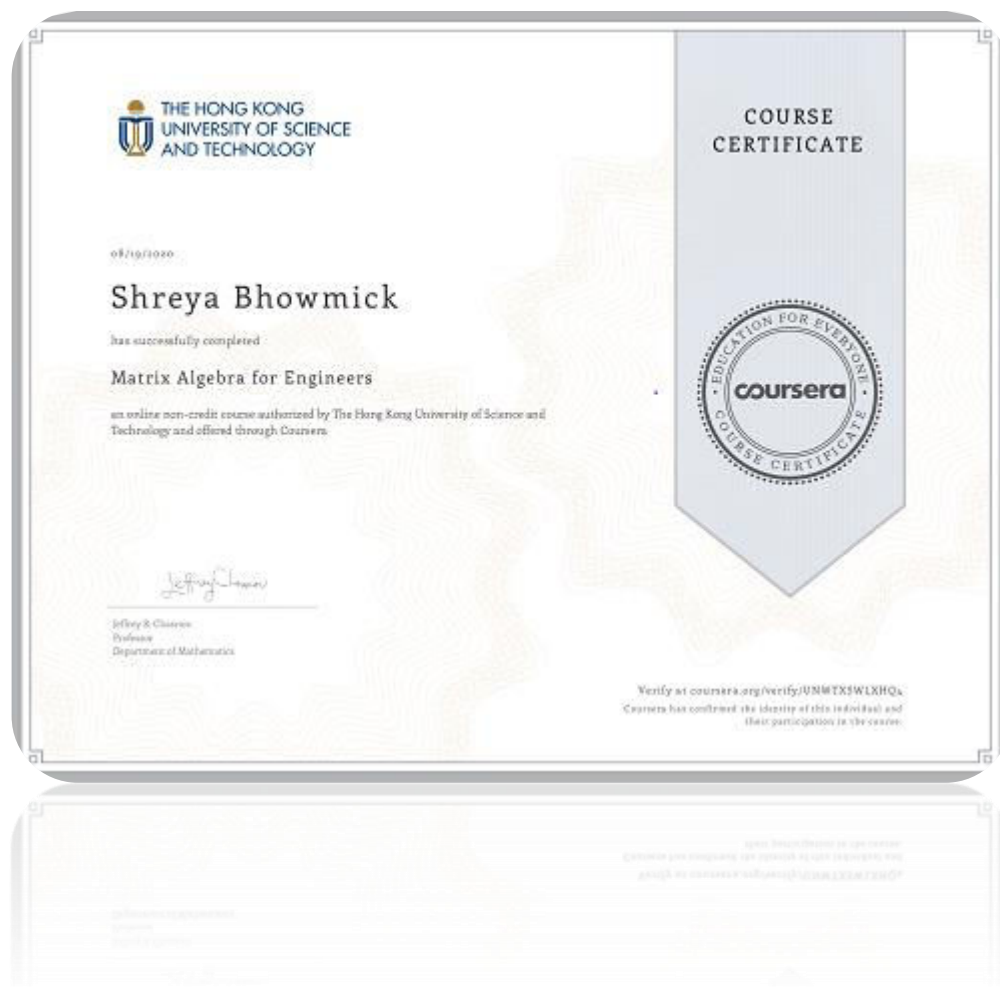 THE HONG KONG
UNIVERSITY OF SCIENCE
AND TECHNOLOGY
COURSE
CERTIFICATE
08/19/2020
Shreya Bhowmick
has successfully completed
Matrix Algebra for Engineers
an online non-credit course authorized by The Hong Kong University of Science and
Technology and offered through Coursera
EDUCATION FOR EVERYONE
coursera
COURSE CERTIFICATE
Jeffrey R. Chasnov
Professor
Department of Mathematics
Verify at coursera.org/verify/
Coursera has confirmed the identity of this individual and
their participation in the course.